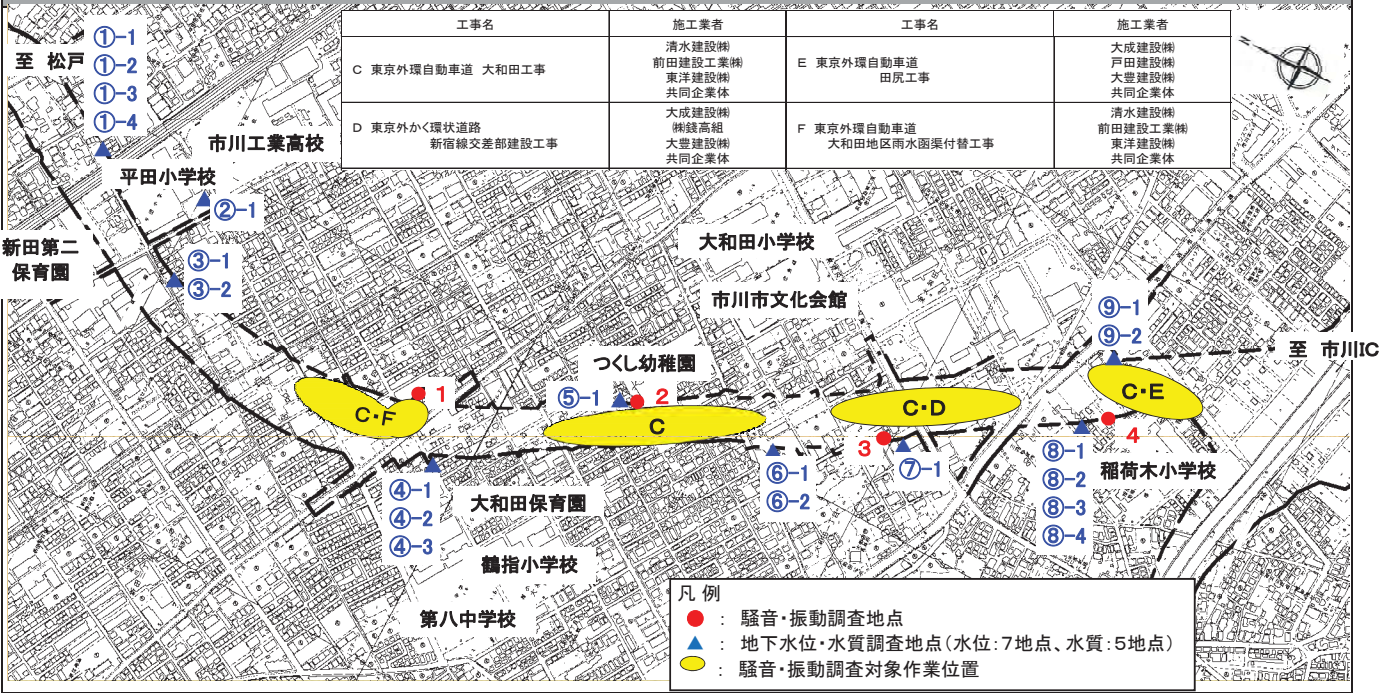 工事名
施工業者
工事名
施工業者
C 東京外環自動車道 大和田工事
清水建設㈱
前田建設工業㈱
東洋建設㈱
共同企業体
E 東京外環自動車道
田尻工事
大成建設㈱
戸田建設㈱
大豊建設㈱
共同企業体
D 東京外かく環状道路
新宿線交差部建設工事
大成建設㈱
㈱錢高組
大豊建設㈱
共同企業体
F 東京外環自動車道
大和田地区雨水函渠付替工事
清水建設㈱
前田建設工業㈱
東洋建設㈱
共同企業体
至 松戸
①-1
①-2
①-3
①-4
市川工業高校
平田小学校
②-1
新田第二
保育園
③-1
③-2
大和田小学校
市川市文化会館
⑨-1
⑨-2
至 市川IC
つくし幼稚園
⑤-1
1
2
C・F
C
C・D
C・E
3
4
④-1
④-2
④-3
大和田保育園
⑥-1
⑥-2
⑦-1
⑧-1
⑧-2
⑧-3
⑧-4
稲荷木小学校
鶴指小学校
第八中学校
凡 例
： 騒音・振動調査地点
： 地下水位・水質調査地点(水位：7地点、水質：5地点)
： 騒音・振動調査対象作業位置